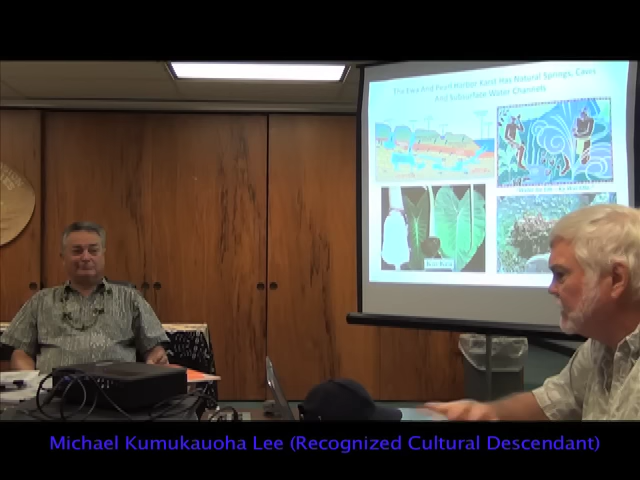 The Ewa And Pearl Harbor Karst Has Natural Springs, Caves
And Subsurface Water Channels
Michael Kumukauoha Lee (Recognized Cultural Descendant)